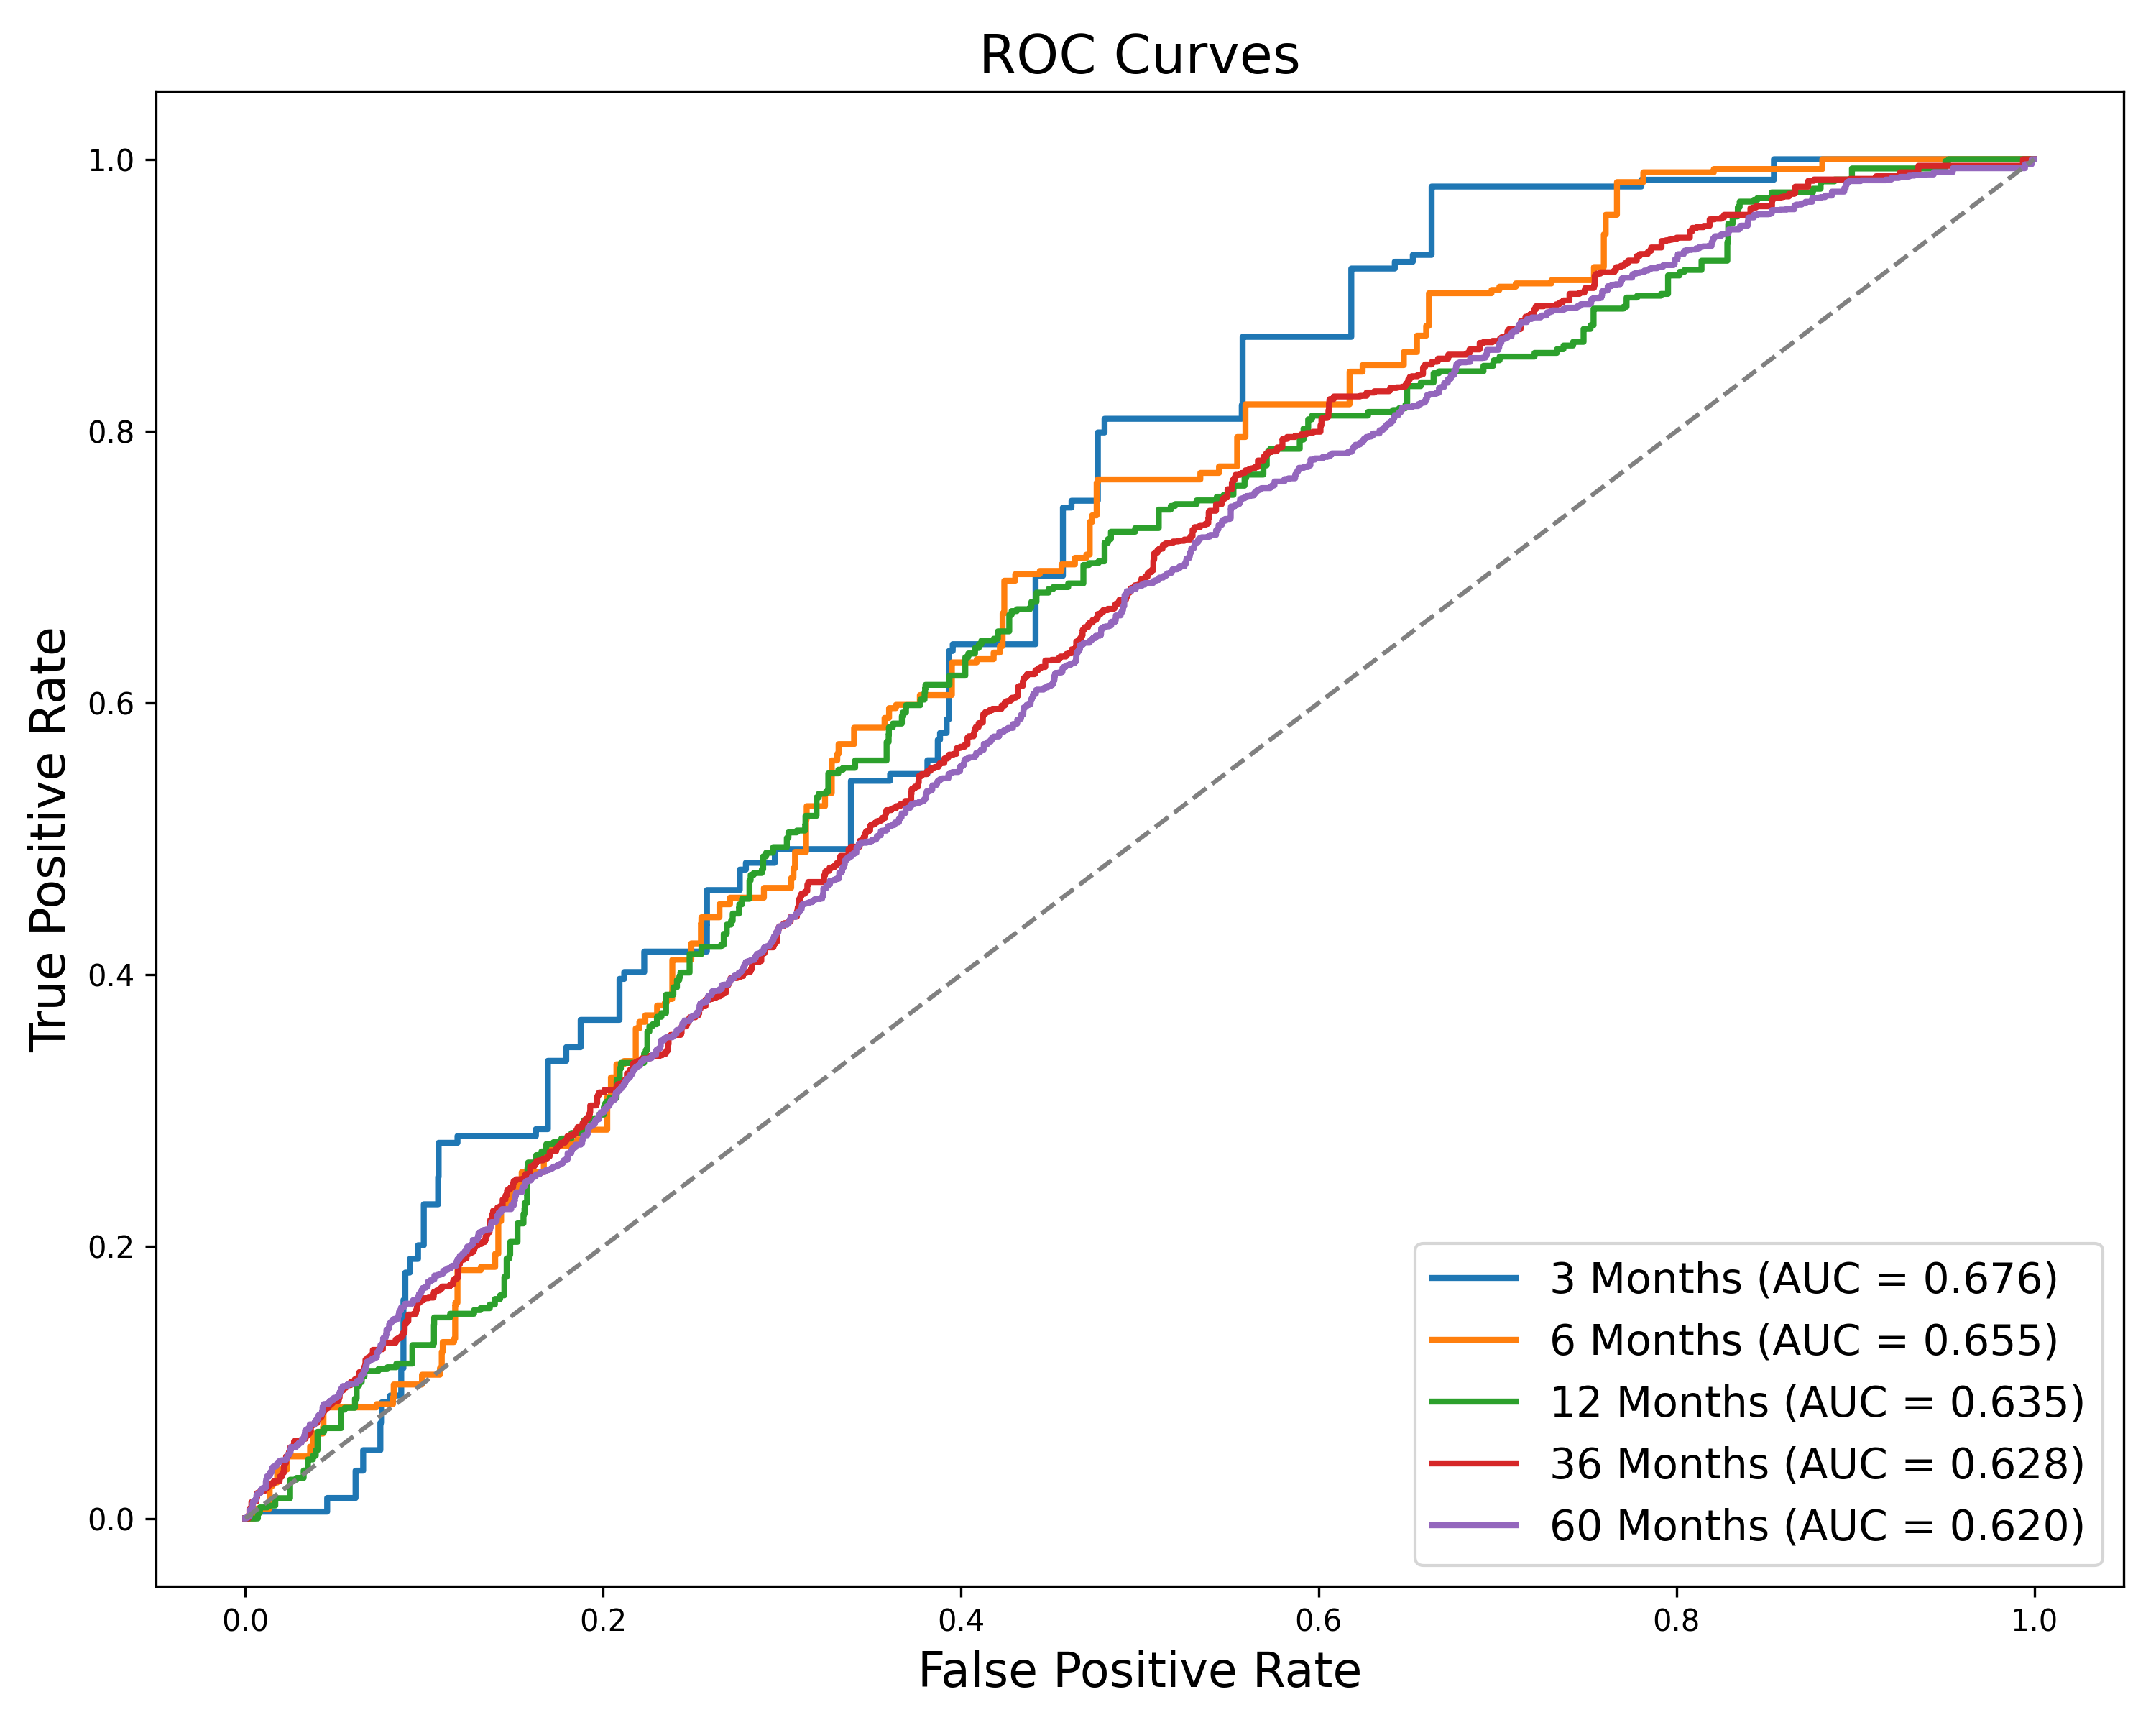 ROC Curves
True Positive Rate
1.0
0.8
0.6
0.4
0.2
0.0
0.0 0.2 0.4 0.6 0.8 1.0
False Positive Rate
3 Months (AUC = 0.676)
6 Months (AUC = 0.655)
12 Months (AUC = 0.635)
36 Months (AUC = 0.628)
60 Months (AUC = 0.620)